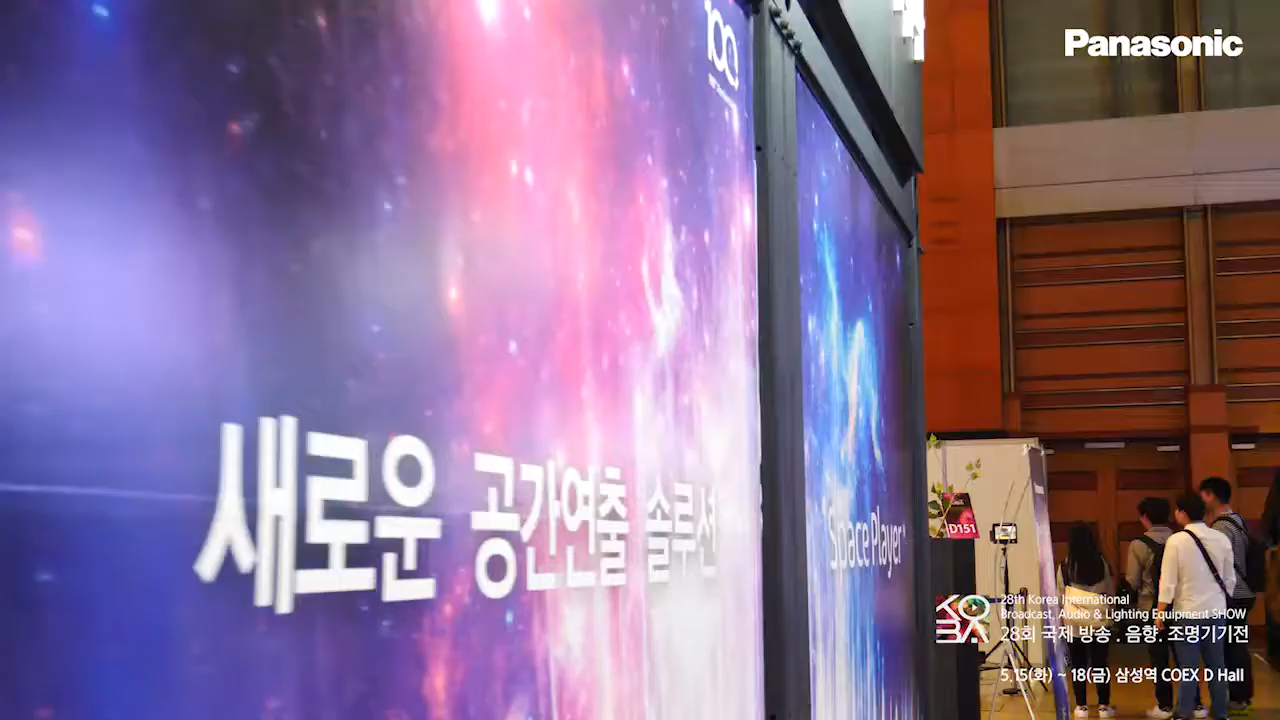 Panasonic
100
새로운 공간연출 솔루션
'Space Player'
D151
KOBA
28th Korea International
Broadcast, Audio & Lighting Equipment SHOW
28회 국제 방송 . 음향. 조명기기전
5.15(화) ~ 18(금) 삼성역 COEX D Hall